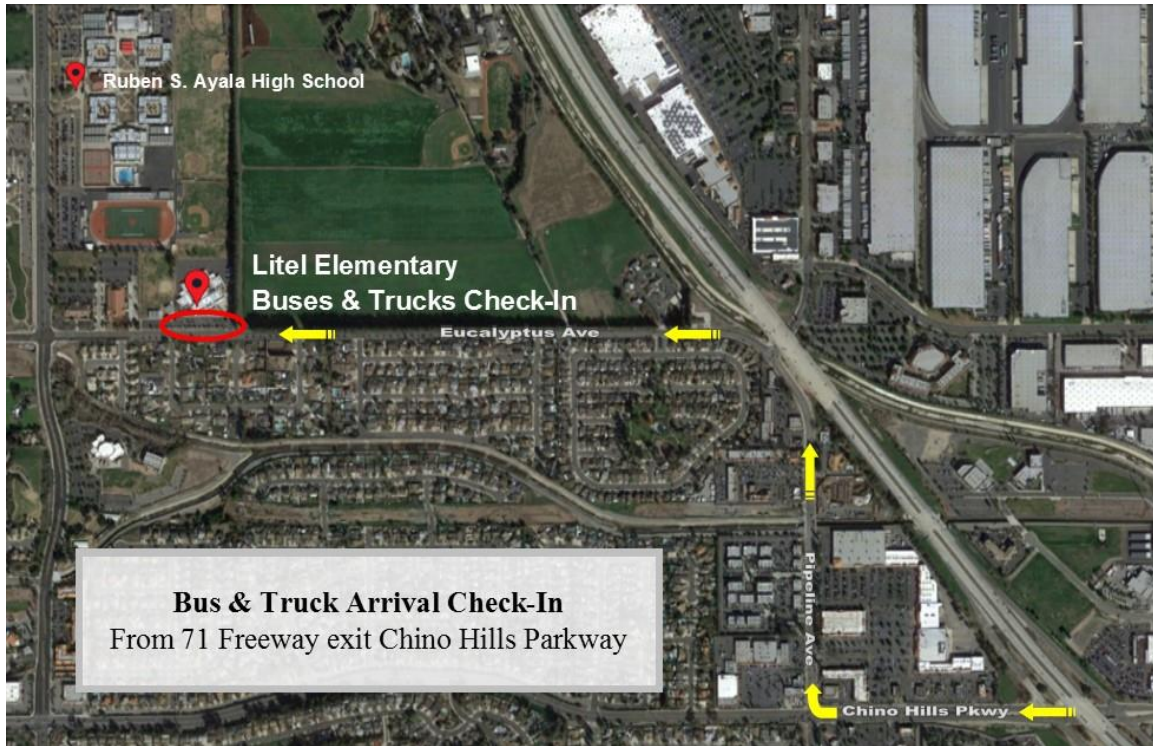 Ruben S. Ayala High School
Litel Elementary
Buses & Trucks Check-In
Eucalyptus Ave
Pipeline Ave
Bus & Truck Arrival Check-In
From 71 Freeway exit Chino Hills Parkway
Chino Hills Pkwy